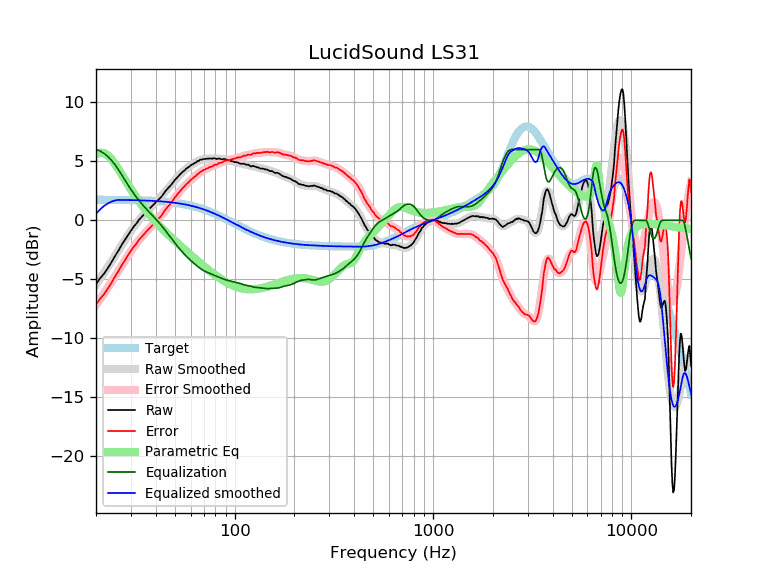 LucidSound LS31
Amplitude (dBr)
10
5
0
−5
−10
−15
−20
Target
Raw Smoothed
Error Smoothed
Raw
Error
Parametric Eq
Equalization
Equalized smoothed
100
1000
10000
Frequency (Hz)